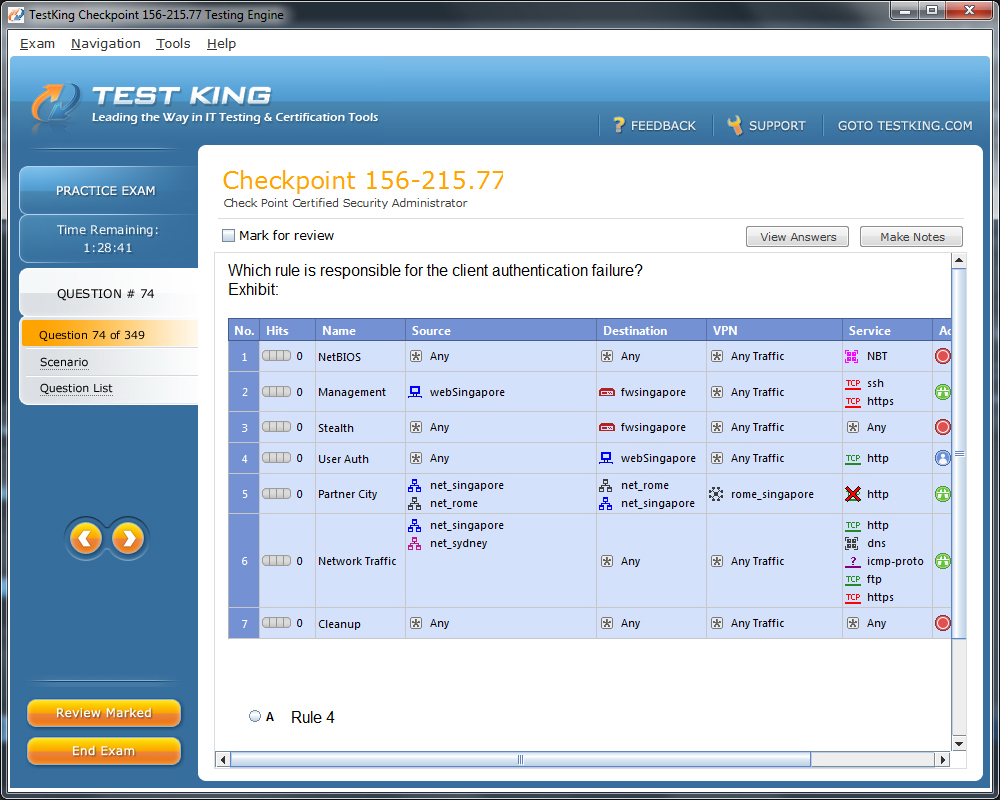 TestKing Checkpoint 156-215.77 Testing Engine
Exam Navigation Tools Help
TEST KING
Leading the Way in IT Testing & Certification Tools
? FEEDBACK SUPPORT GOTO TESTKING.COM
PRACTICE EXAM
Time Remaining:
1:28:41
QUESTION # 74
Question 74 of 349
Scenario
Question List
Review Marked
End Exam
Checkpoint 156-215.77
Check Point Certified Security Administrator
Mark for review View Answers Make Notes
Which rule is responsible for the client authentication failure?
Exhibit:
No. Hits Name Source Destination VPN Service Ac
1 0 NetBIOS Any Any Any Traffic NBT
2 0 Management webSingapore fwsingapore Any Traffic TCP ssh
TCP https
3 0 Stealth Any fwsingapore Any Traffic Any
4 0 User Auth Any webSingapore Any Traffic TCP http
5 0 Partner City net_singapore net_rome rome_singapore http
net_rome net_singapore
6 0 Network Traffic net_singapore Any Any Traffic TCP http
net_sydney dns
? icmp-proto
TCP ftp
TCP https
7 0 Cleanup Any Any Any Traffic Any
A Rule 4